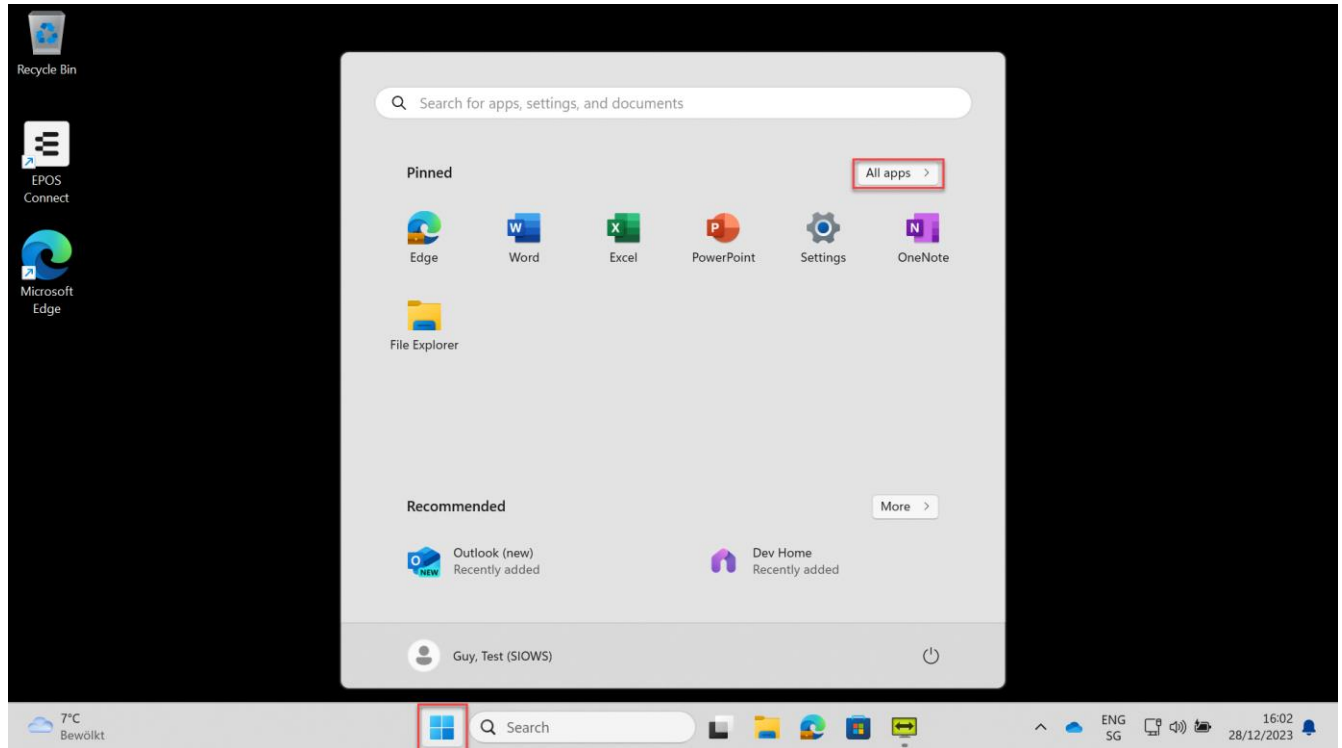 Recycle Bin
EPOS
Connect
Microsoft
Edge
Search for apps, settings, and documents
Pinned
All apps >
Edge
Word
Excel
PowerPoint
Settings
OneNote
File Explorer
Recommended
More >
Outlook (new)
Recently added
Dev Home
Recently added
Guy, Test (SIOWS)
7°C
Bewölkt
Search
ENG
SG
16:02
28/12/2023